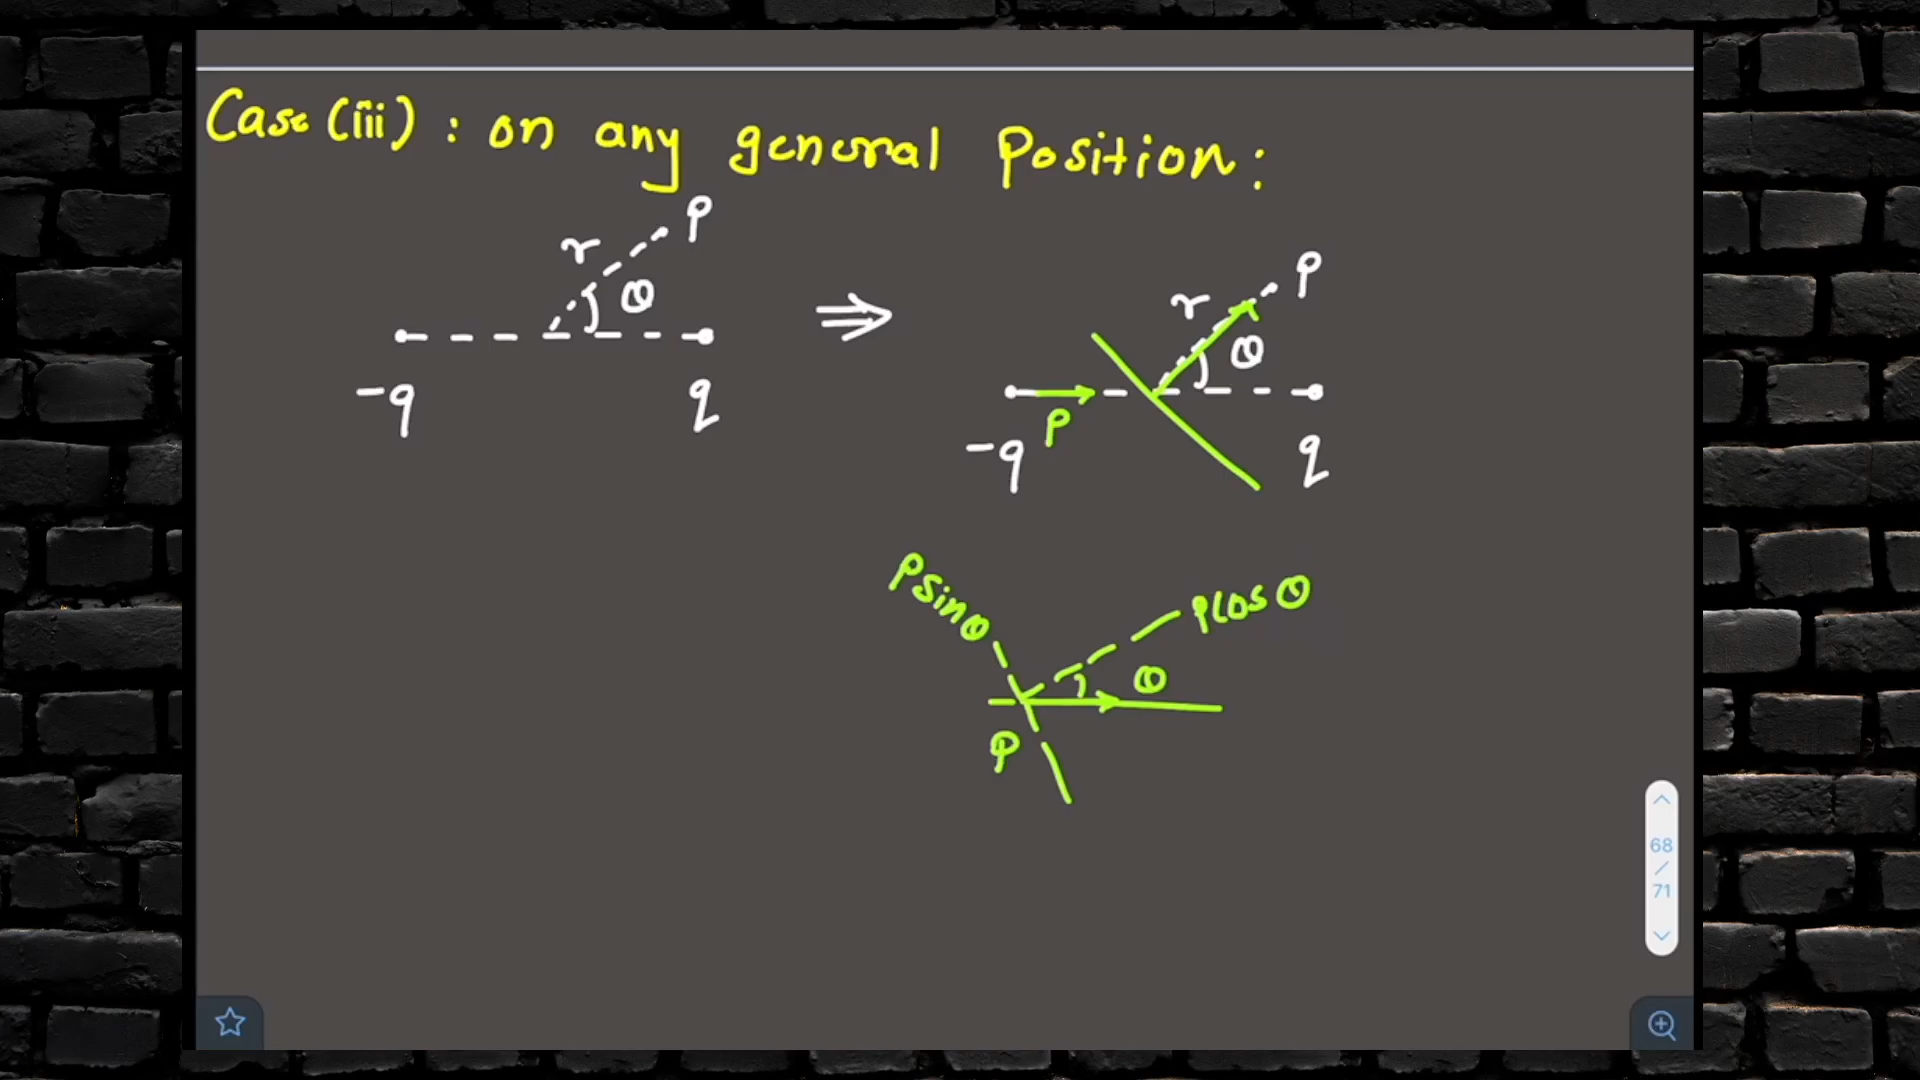 Case (iii) : on any general Position :
P
r
θ
-q
q
⇒
P
r
θ
P
-q
q
Psinθ
Pcosθ
θ
P
68
/
71